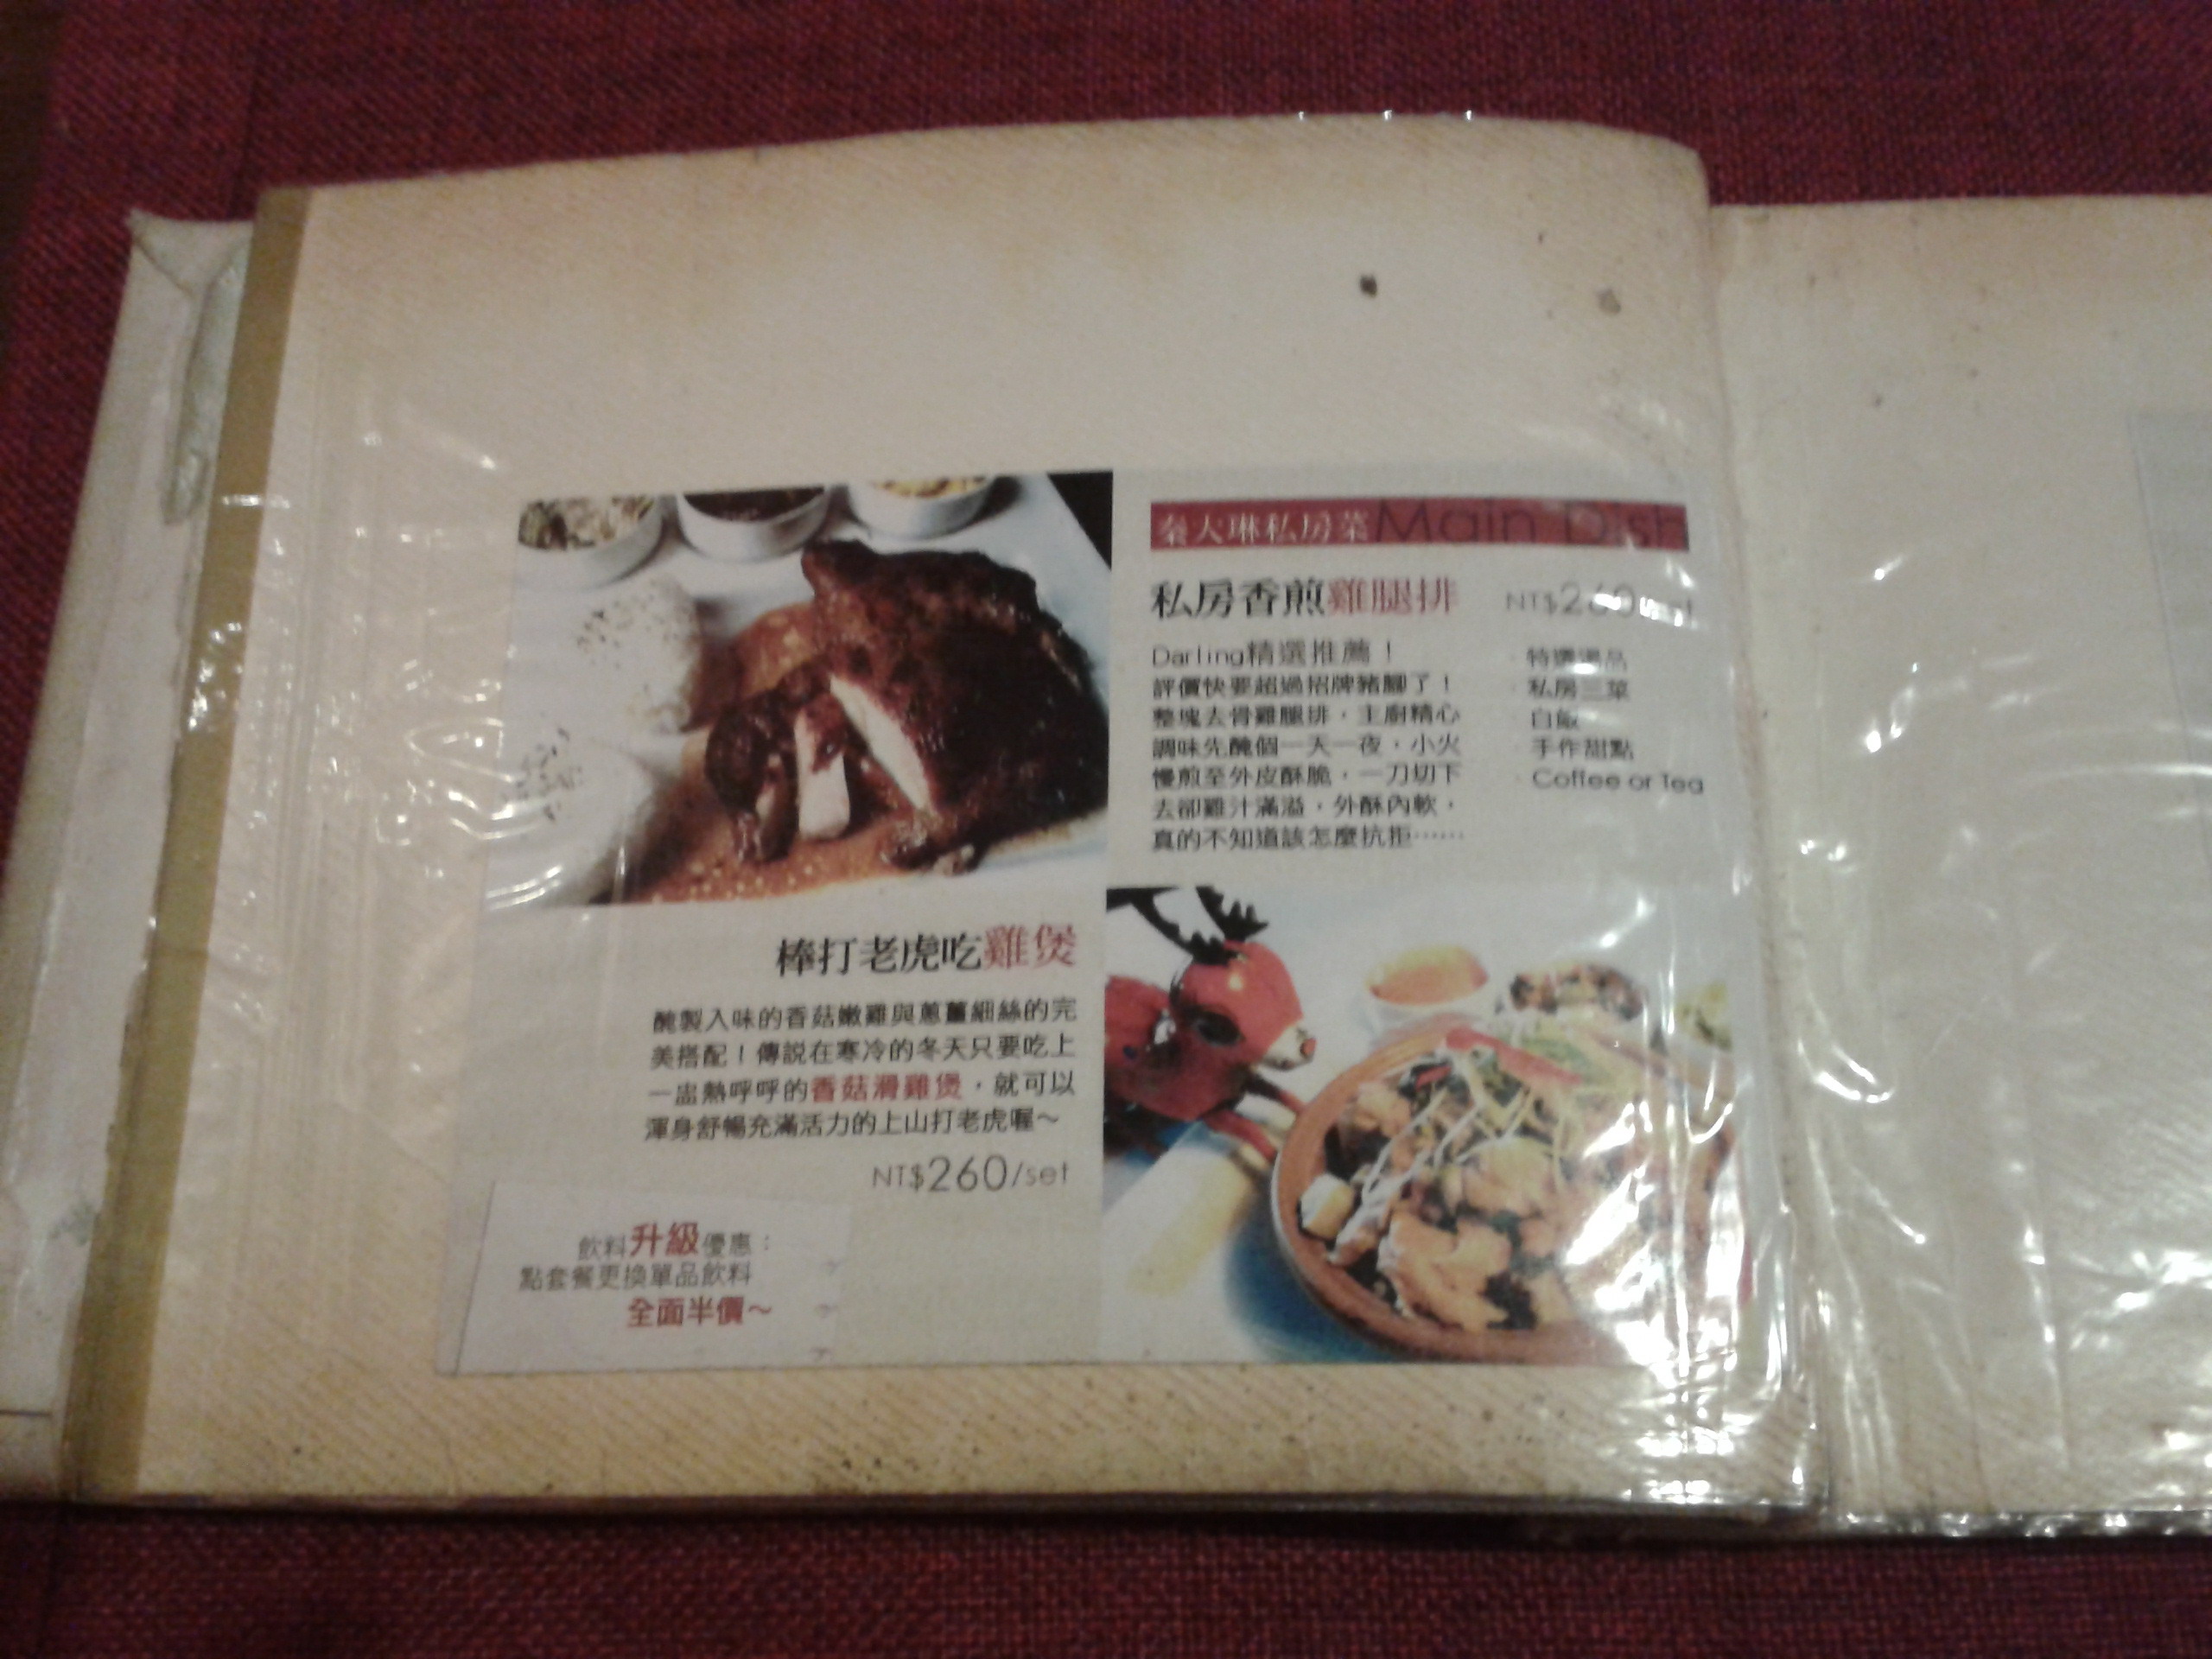 秦大琳私房菜 Main Dish
私房香煎雞腿排 NT$260/set
Darling精選推薦！
評價快要超過招牌豬腳了！
整塊去骨雞腿排，主廚精心
調味先醃個一天一夜，小火
慢煎至外皮酥脆，一刀切下
去卻雞汁滿溢，外酥內軟，
真的不知道該怎麼抗拒……
特選湯品
私房三菜
白飯
手作甜點
Coffee or Tea
棒打老虎吃雞煲
醃製入味的香菇嫩雞與蔥薑細絲的完
美搭配！傳說在寒冷的冬天只要吃上
一盅熱呼呼的香菇滑雞煲，就可以
渾身舒暢充滿活力的上山打老虎喔～
NT$260/set
飲料升級優惠：
點套餐更換單品飲料
全面半價～